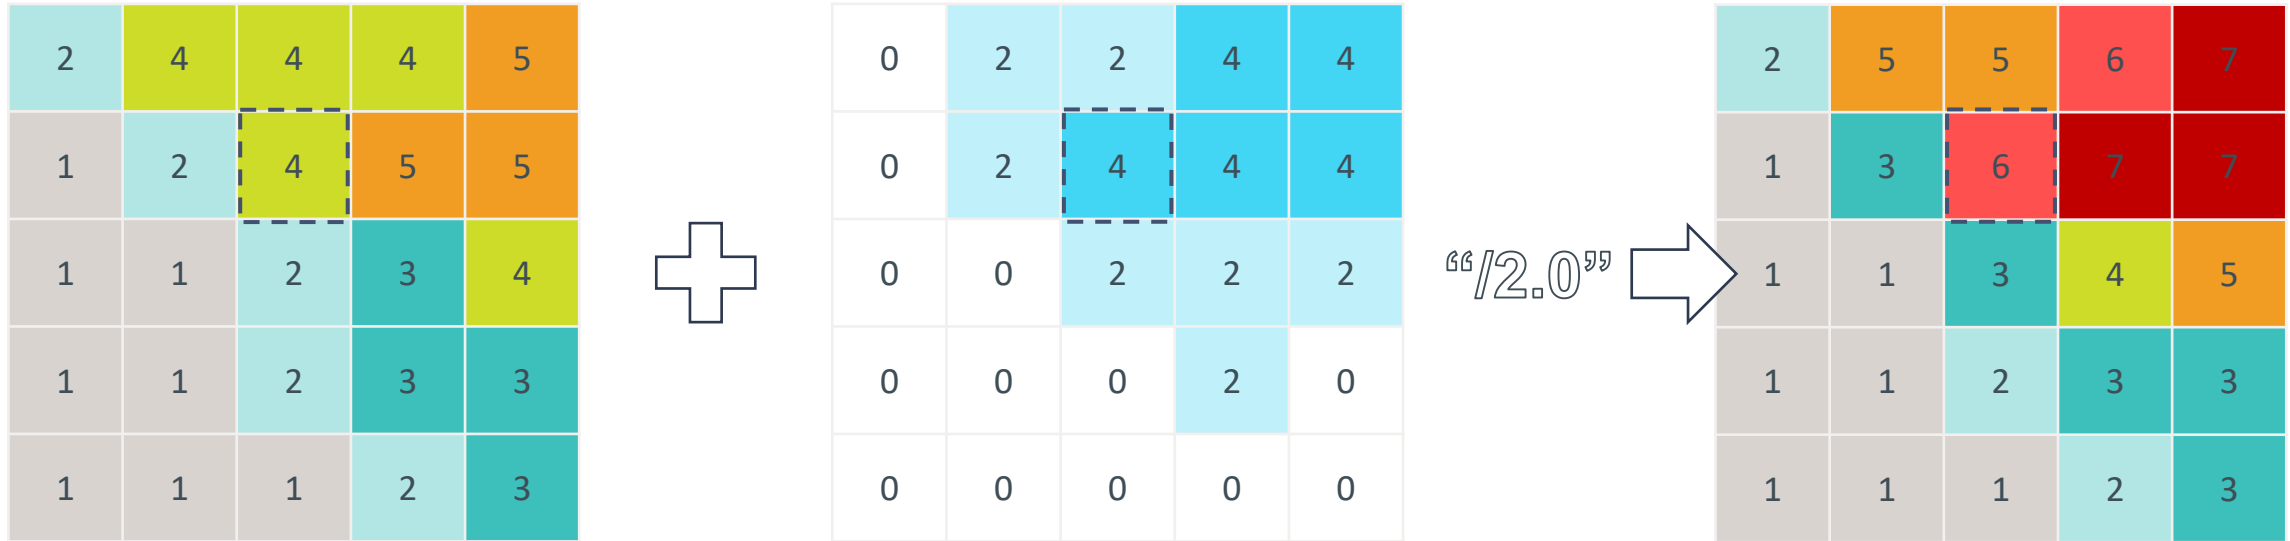 2 4 4 4 5 0 2 2 4 4 2 5 5 6 7
1 2 4 5 5 0 2 4 4 4 1 3 6 7 7
1 1 2 3 4 0 0 2 2 2 “/2.0” 1 1 3 4 5
1 1 2 3 3 0 0 0 2 0 1 1 2 3 3
1 1 1 2 3 0 0 0 0 0 1 1 1 2 3